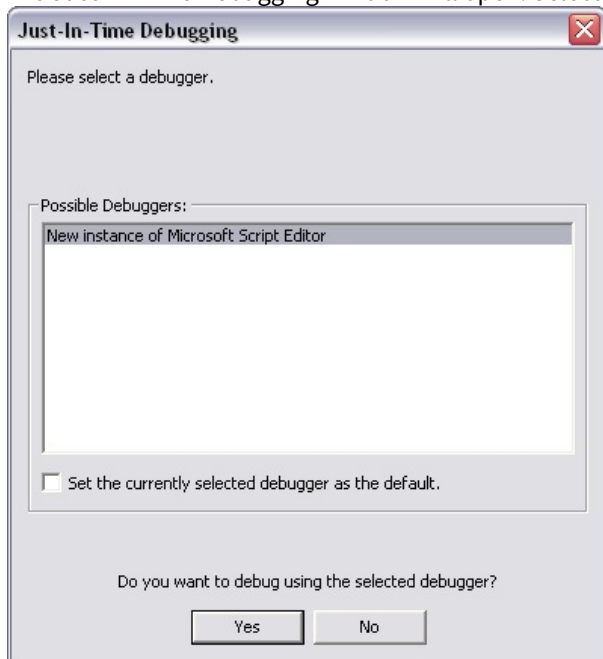 Just-In-Time Debugging
Please select a debugger.
Possible Debuggers:
New instance of Microsoft Script Editor
Set the currently selected debugger as the default.
Do you want to debug using the selected debugger?
Yes No